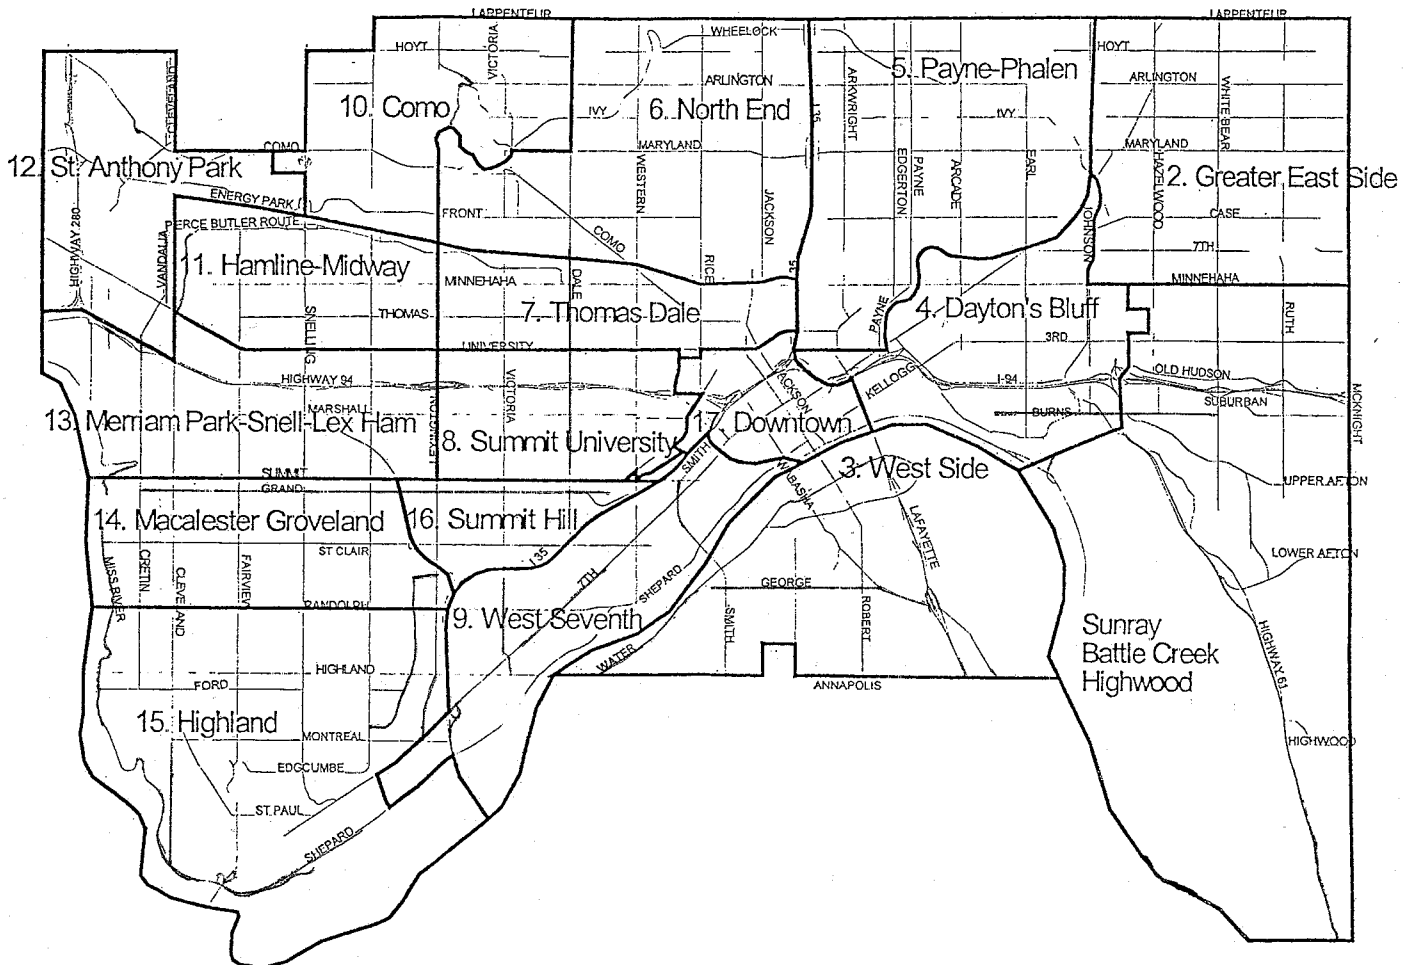 LARPENTEUR
LARPENTEUR
HOYT
VICTORIA
WHEELOCK
HOYT
CLEVELAND
ARLINGTON
5. Payne-Phalen
ARLINGTON
10. Como
IVY
6. North End
I 35
ARKWRIGHT
IVY
WHITE BEAR
COMO
MARYLAND
MARYLAND
12. St. Anthony Park
WESTERN
EDGERTON
PAYNE
ARCADE
EARL
HAZELWOOD
2. Greater East Side
ENERGY PARK
FRONT
JACKSON
JOHNSON
CASE
PIERCE BUTLER ROUTE
COMO
7TH
HIGHWAY 280
VANDALIA
11. Hamline-Midway
MINNEHAHA
DALE
RICE
35
MINNEHAHA
THOMAS
SNELLING
7. Thomas Dale
PAYNE
4. Dayton's Bluff
RUTH
UNIVERSITY
3RD
HIGHWAY 94
VICTORIA
JACKSON
KELLOGG
I-94
OLD HUDSON
SUBURBAN
MCKNIGHT
MARSHALL
BURNS
13. Merriam Park-Snell-Lex Ham
LEXINGTON
8. Summit University
17. Downtown
SMITH
SUMMIT
WABASHA
3. West Side
GRAND
UPPER AFTON
14. Macalester Groveland
16. Summit Hill
LAFAYETTE
ST CLAIR
I 35
LOWER AFTON
MISS RIVER
CRETIN
CLEVELAND
FAIRVIEW
7TH
SHEPARD
GEORGE
RANDOLPH
9. West Seventh
SMITH
ROBERT
HIGHWAY 61
Sunray
Battle Creek
Highwood
HIGHLAND
WATER
FORD
ANNAPOLIS
15. Highland
MONTREAL
HIGHWOOD
EDGCUMBE
ST PAUL
SHEPARD